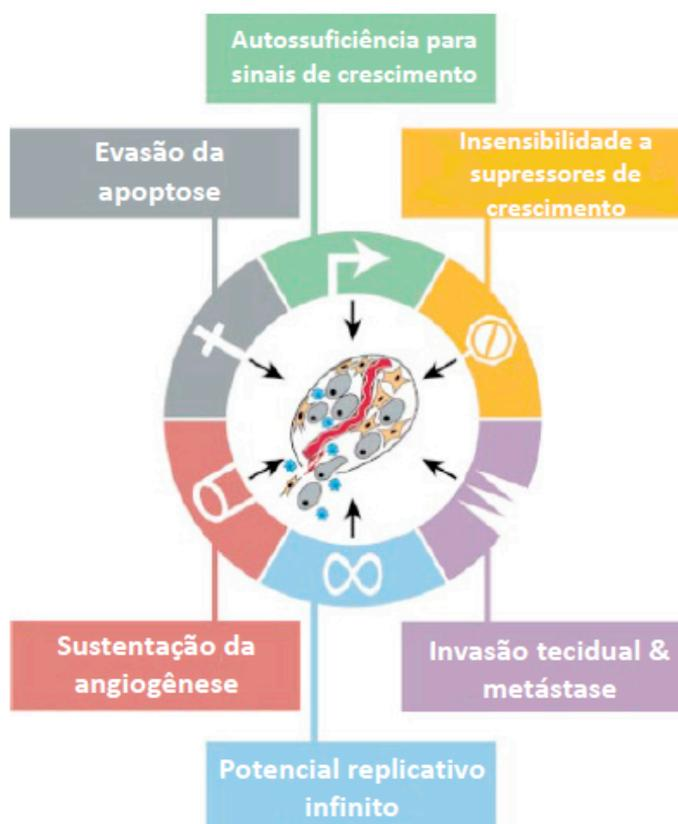 Autossuficiência para
sinais de crescimento
Evasão da
apoptose
Insensibilidade a
supressores de
crescimento
Sustentação da
angiogênese
Invasão tecidual &
metástase
Potencial replicativo
infinito